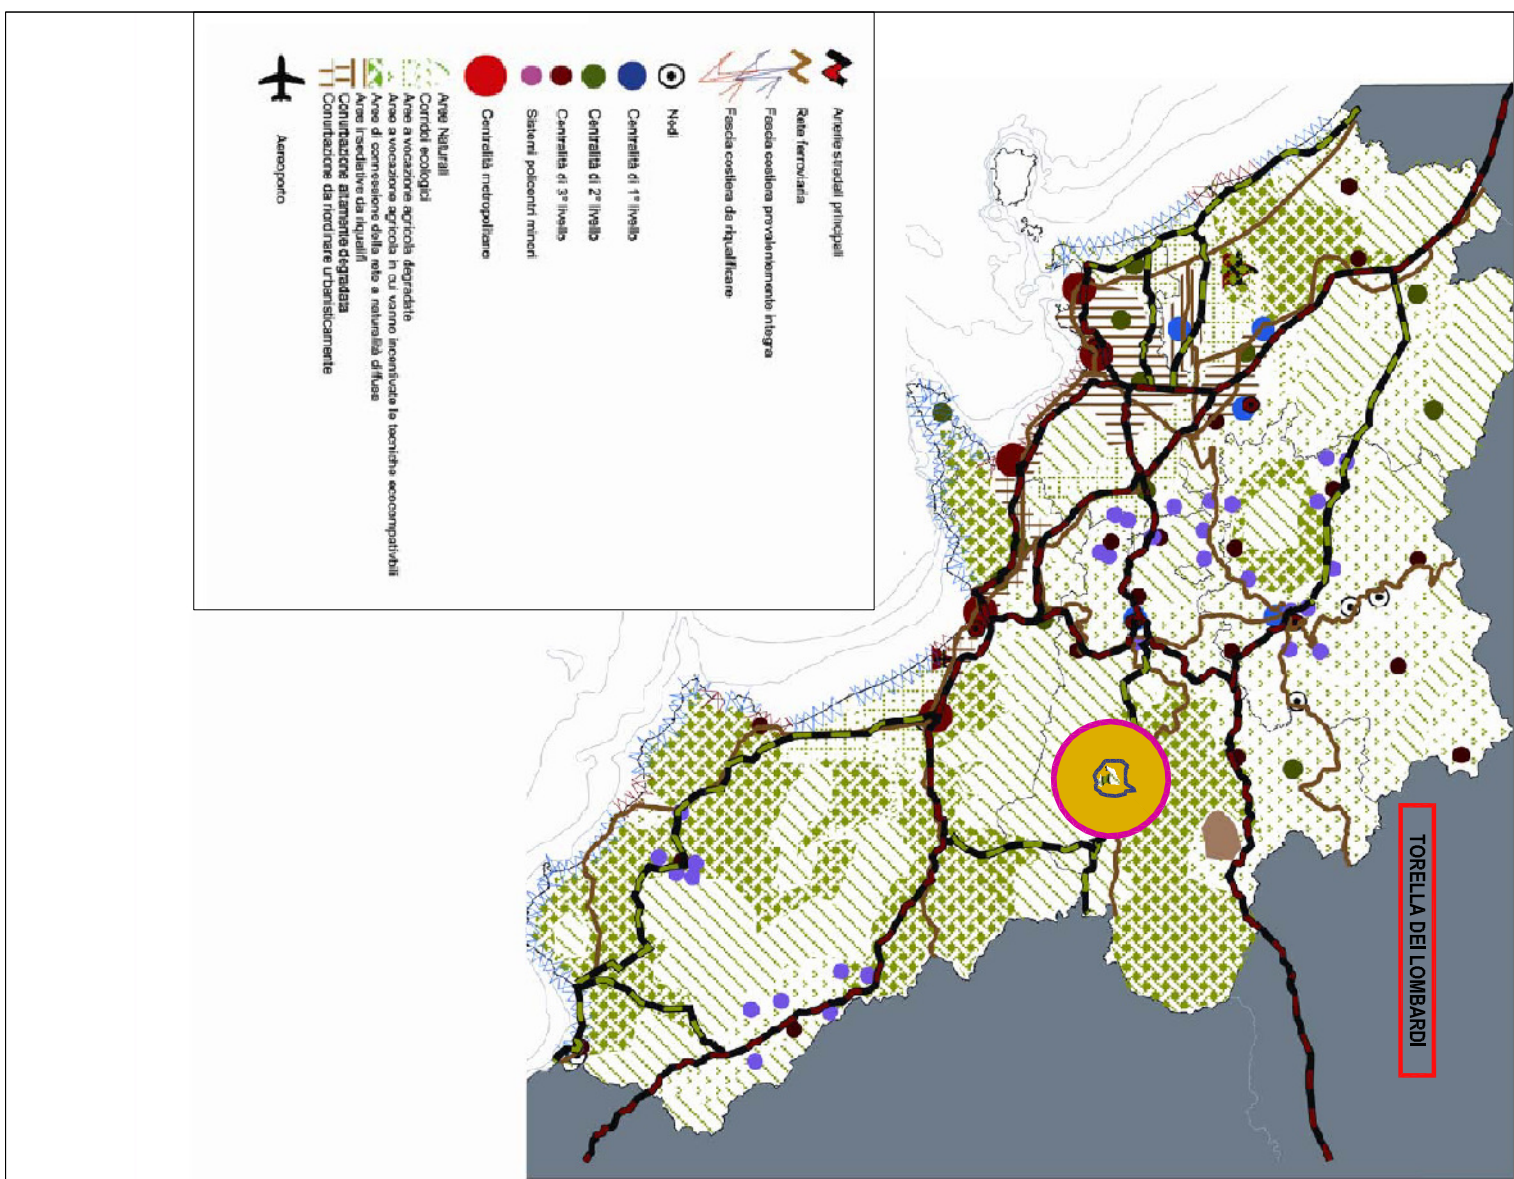 Arterie stradali principali
Rete ferroviaria
Fascia costiera prevalentemente integra
Fascia costiera da riqualificare
Nodi
Centralità di 1° livello
Centralità di 2° livello
Centralità di 3° livello
Sistemi policentri minori
Centralità metropolitane
Aree Naturali
Corridoi ecologici
Aree a vocazione agricola degradate
Aree a vocazione agricola in cui vanno incentivate le tecniche ecocompatibili
Aree di connessione della rete a naturalità diffusa
Aree insediative da riqualifi
Conurbazione altamente degradata
Conurbazione da riordinare urbanisticamente
Aeroporto
TORELLA DEI LOMBARDI